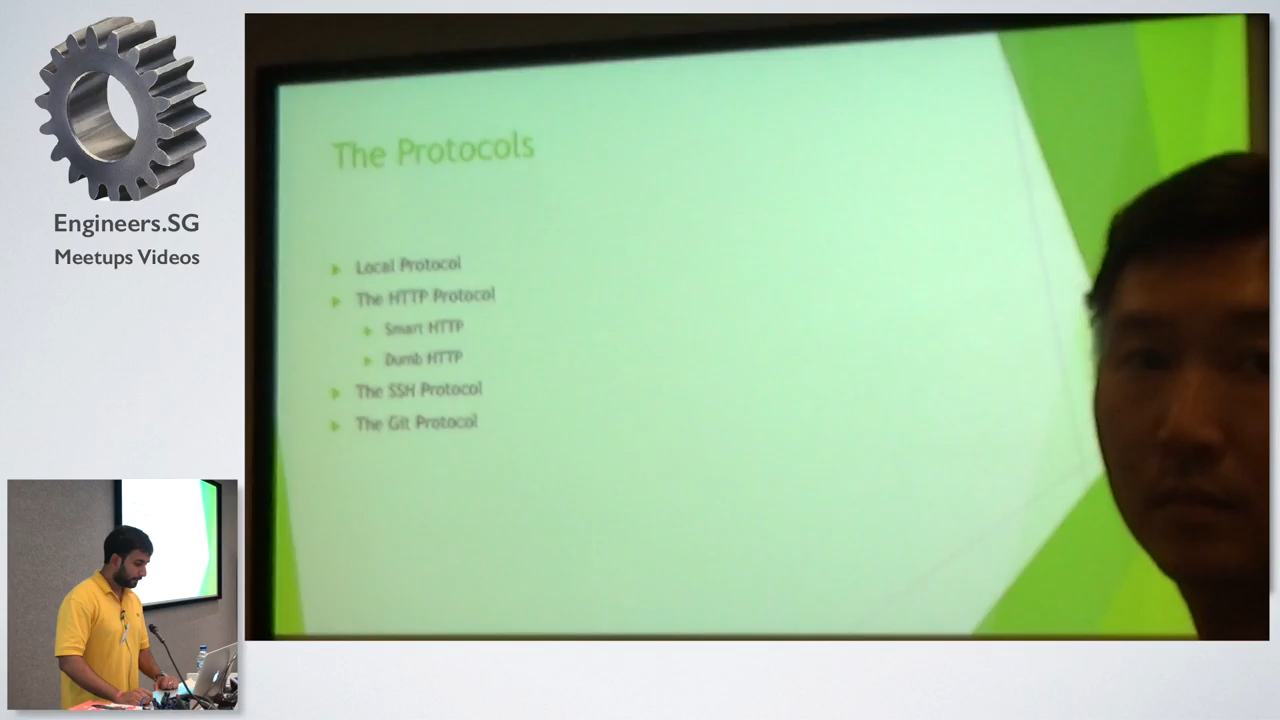 Engineers.SG
Meetups Videos
The Protocols
Local Protocol
The HTTP Protocol
Smart HTTP
Dumb HTTP
The SSH Protocol
The Git Protocol